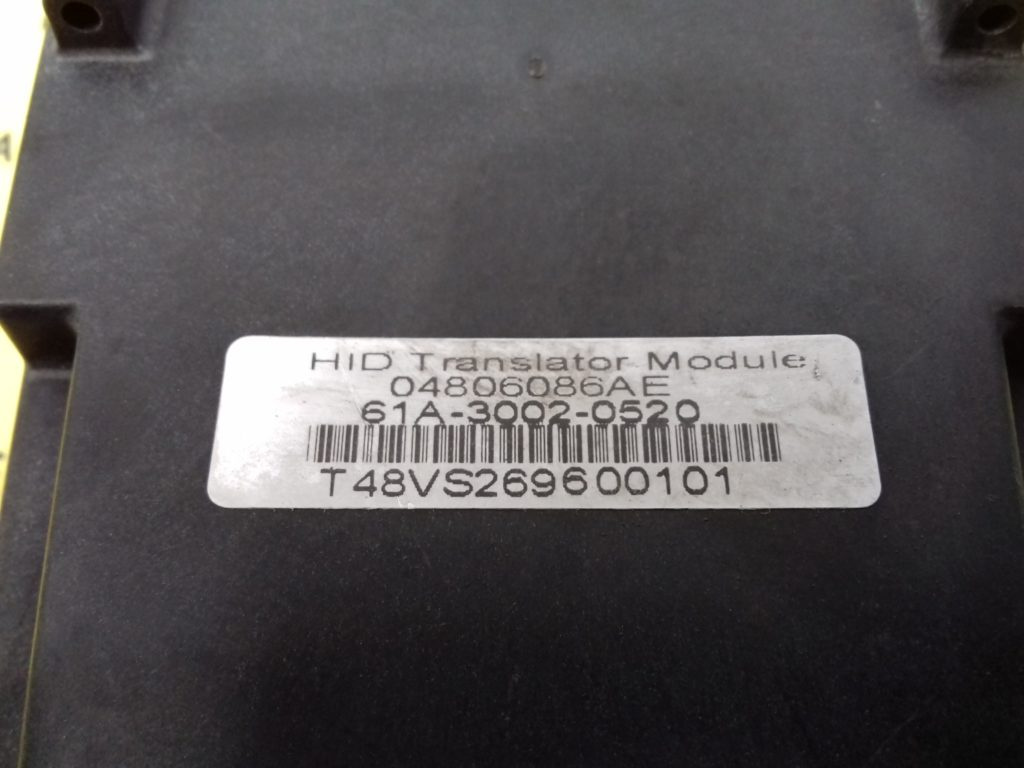 HID Translator Module
04806086AE
61A-3002-0520
T48VS269600101